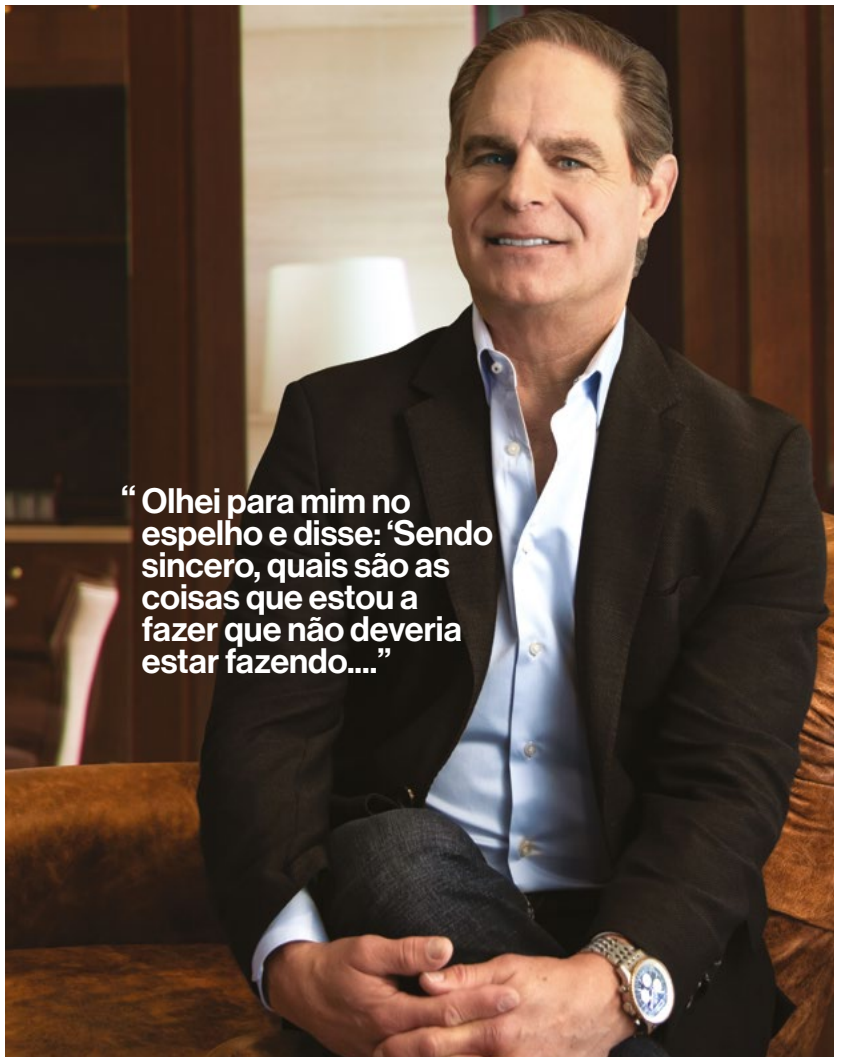 “ Olhei para mim no
espelho e disse: ‘Sendo
sincero, quais são as
coisas que estou a
fazer que não deveria
estar fazendo....”